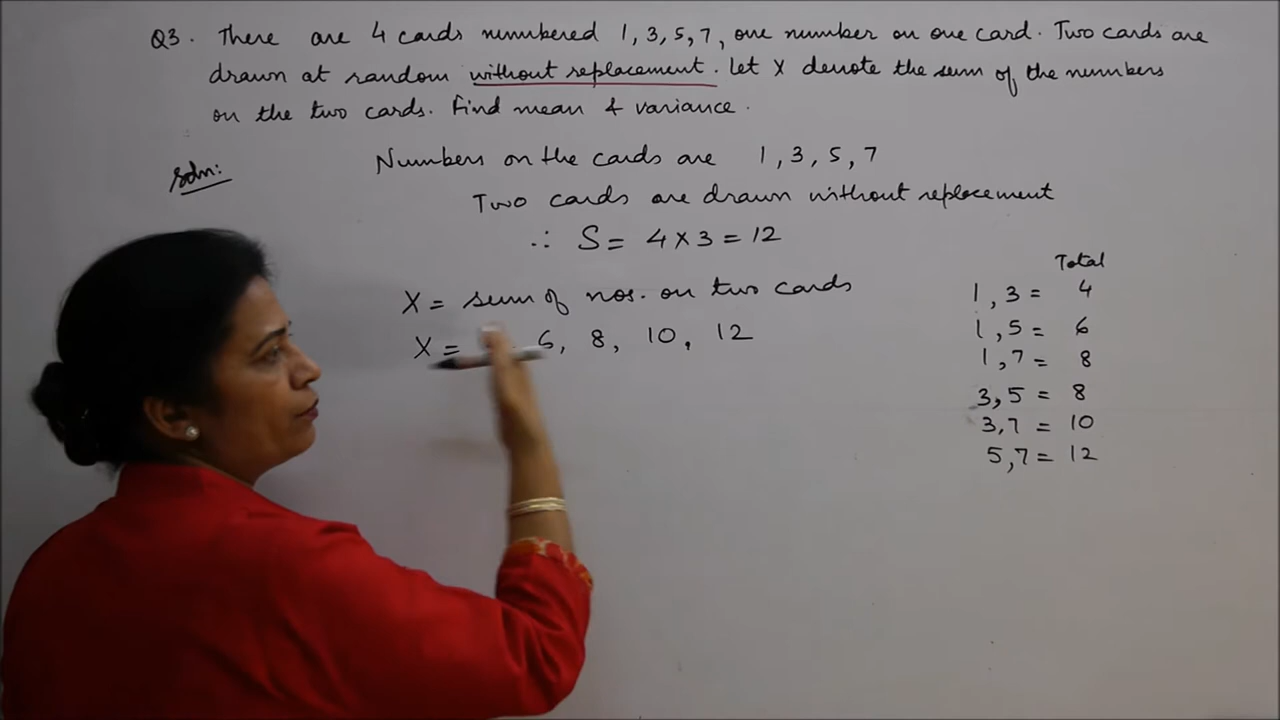 Q3. There are 4 cards numbered 1, 3, 5, 7, one number on one card. Two cards are
drawn at random without replacement. Let X denote the sum of the numbers
on the two cards. Find mean & variance.
Soln:
Numbers on the cards are 1, 3, 5, 7
Two cards are drawn without replacement
∴ S = 4 × 3 = 12
X = sum of nos. on two cards
X = 6, 8, 10, 12
Total
1, 3 = 4
1, 5 = 6
1, 7 = 8
3, 5 = 8
3, 7 = 10
5, 7 = 12